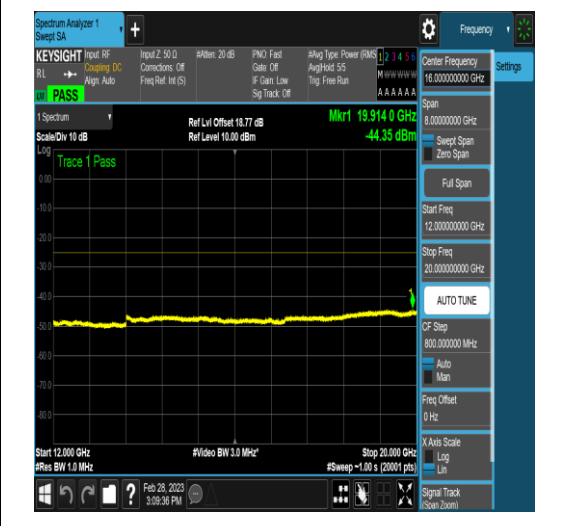 Spectrum Analyzer 1
Swept SA
Frequency
KEYSIGHT
RL
Input: RF
Coupling: DC
Align: Auto
Input Z: 50 Ω
Corrections: Off
Freq Ref: Int (S)
#Atten: 20 dB
PNO: Fast
Gate: Off
IF Gain: Low
Sig Track: Off
#Avg Type: Power (RMS
Avg|Hold: 5/5
Trig: Free Run
1 2 3 4 5 6
M W W W W W
A A A A A A
PASS
1 Spectrum
Scale/Div 10 dB
Ref Lvl Offset 18.77 dB
Ref Level 10.00 dBm
Mkr1 19.914 0 GHz
-44.35 dBm
Log
Trace 1 Pass
0.00
-10.0
-20.0
-30.0
-40.0
-50.0
-60.0
-70.0
-80.0
1
Start 12.000 GHz
#Res BW 1.0 MHz
#Video BW 3.0 MHz*
Stop 20.000 GHz
#Sweep ~1.00 s (20001 pts)
?
Feb 28, 2023
3:09:36 PM
Center Frequency
16.000000000 GHz
Settings
Span
8.00000000 GHz
Swept Span
Zero Span
Full Span
Start Freq
12.000000000 GHz
Stop Freq
20.000000000 GHz
AUTO TUNE
CF Step
800.000000 MHz
Auto
Man
Freq Offset
0 Hz
X Axis Scale
Log
Lin
Signal Track
(Span Zoom)